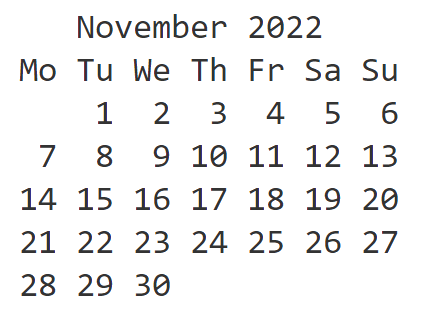 November 2022
Mo Tu We Th Fr Sa Su
1 2 3 4 5 6
7 8 9 10 11 12 13
14 15 16 17 18 19 20
21 22 23 24 25 26 27
28 29 30